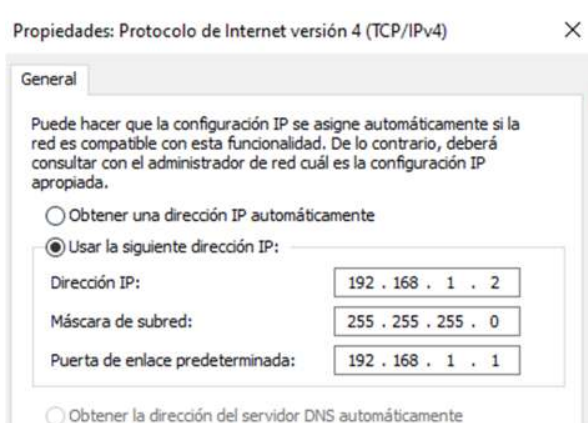 Propiedades: Protocolo de Internet versión 4 (TCP/IPv4)
General
Puede hacer que la configuración IP se asigne automáticamente si la
red es compatible con esta funcionalidad. De lo contrario, deberá
consultar con el administrador de red cuál es la configuración IP
apropiada.
Obtener una dirección IP automáticamente
Usar la siguiente dirección IP:
Dirección IP: 192 . 168 . 1 . 2
Máscara de subred: 255 . 255 . 255 . 0
Puerta de enlace predeterminada: 192 . 168 . 1 . 1
Obtener la dirección del servidor DNS automáticamente